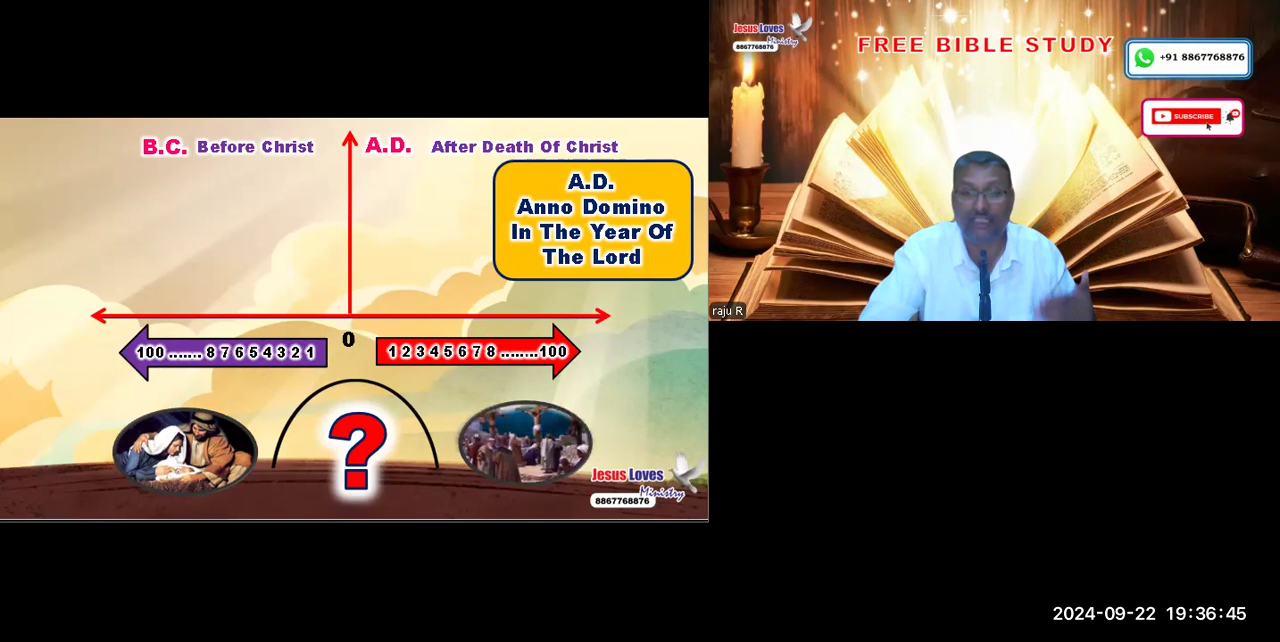 B.C. Before Christ
A.D. After Death Of Christ
A.D.
Anno Domino
In The Year Of
The Lord
0
100 ....... 8 7 6 5 4 3 2 1
1 2 3 4 5 6 7 8 ........100
?
Jesus Loves
Ministry
8867768876
Jesus Loves
Ministry
8867768876
FREE BIBLE STUDY
+91 8867768876
SUBSCRIBE
raju R
2024-09-22 19:36:45